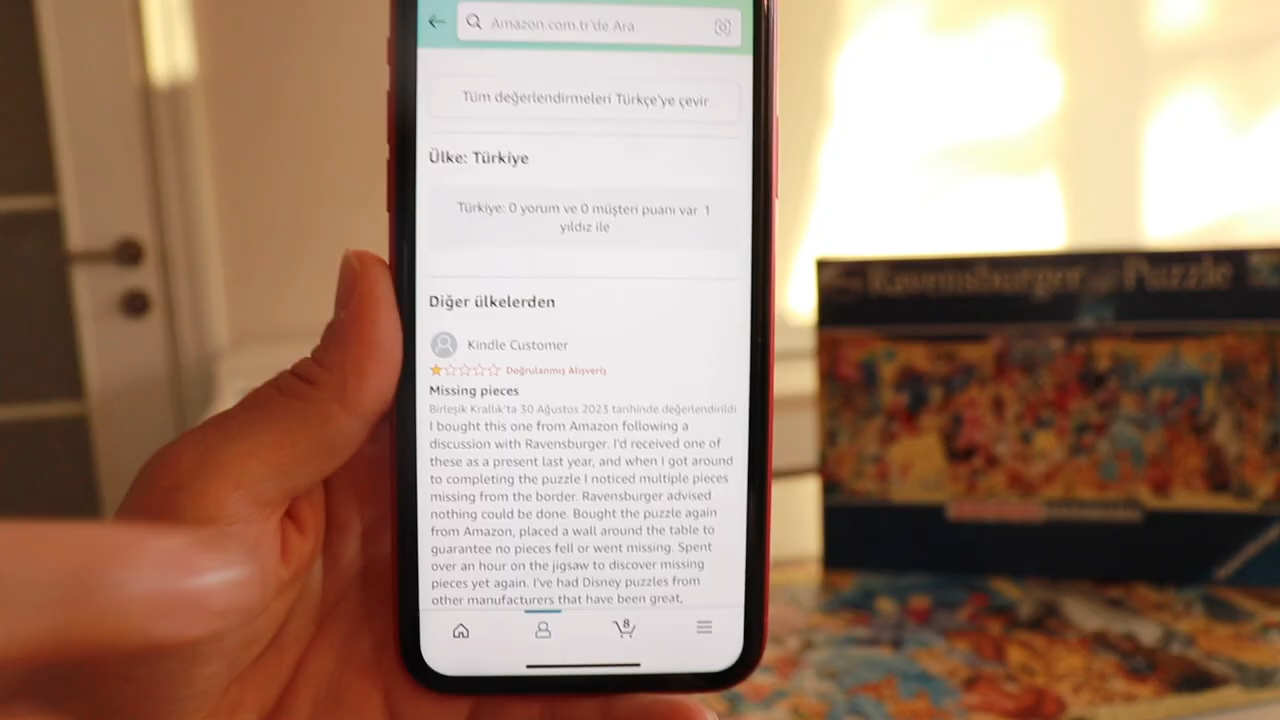 Amazon.com.tr'de Ara
Tüm değerlendirmeleri Türkçe'ye çevir
Ülke: Türkiye
Türkiye: 0 yorum ve 0 müşteri puanı var 1
yıldız ile
Diğer ülkelerden
Kindle Customer
Doğrulanmış Alışveriş
Missing pieces
Birleşik Krallık'ta 30 Ağustos 2023 tarihinde değerlendirildi
I bought this one from Amazon following a
discussion with Ravensburger. I'd received one of
these as a present last year, and when I got around
to completing the puzzle I noticed multiple pieces
missing from the border. Ravensburger advised
nothing could be done. Bought the puzzle again
from Amazon, placed a wall around the table to
guarantee no pieces fell or went missing. Spent
over an hour on the jigsaw to discover missing
pieces yet again. I've had Disney puzzles from
other manufacturers that have been great,
8
Ravensburger Puzzle